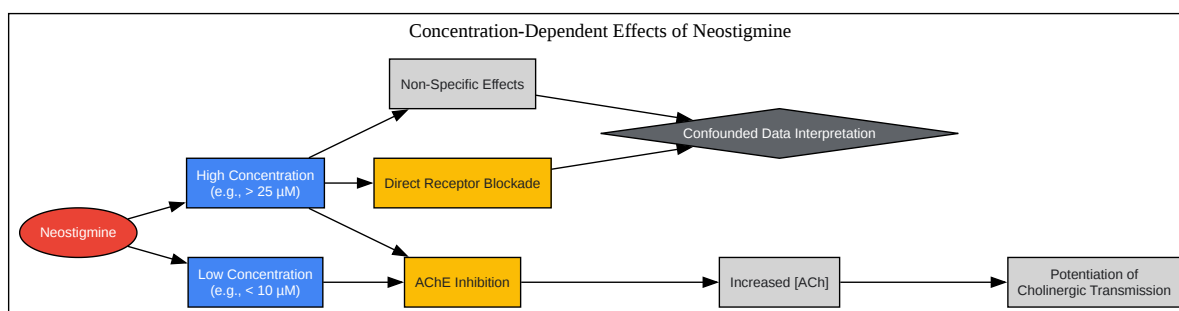 Concentration-Dependent Effects of Neostigmine
Non-Specific Effects
Confounded Data Interpretation
High Concentration
(e.g., > 25 µM)
Direct Receptor Blockade
Neostigmine
Low Concentration
(e.g., < 10 µM)
AChE Inhibition
Increased [ACh]
Potentiation of
Cholinergic Transmission